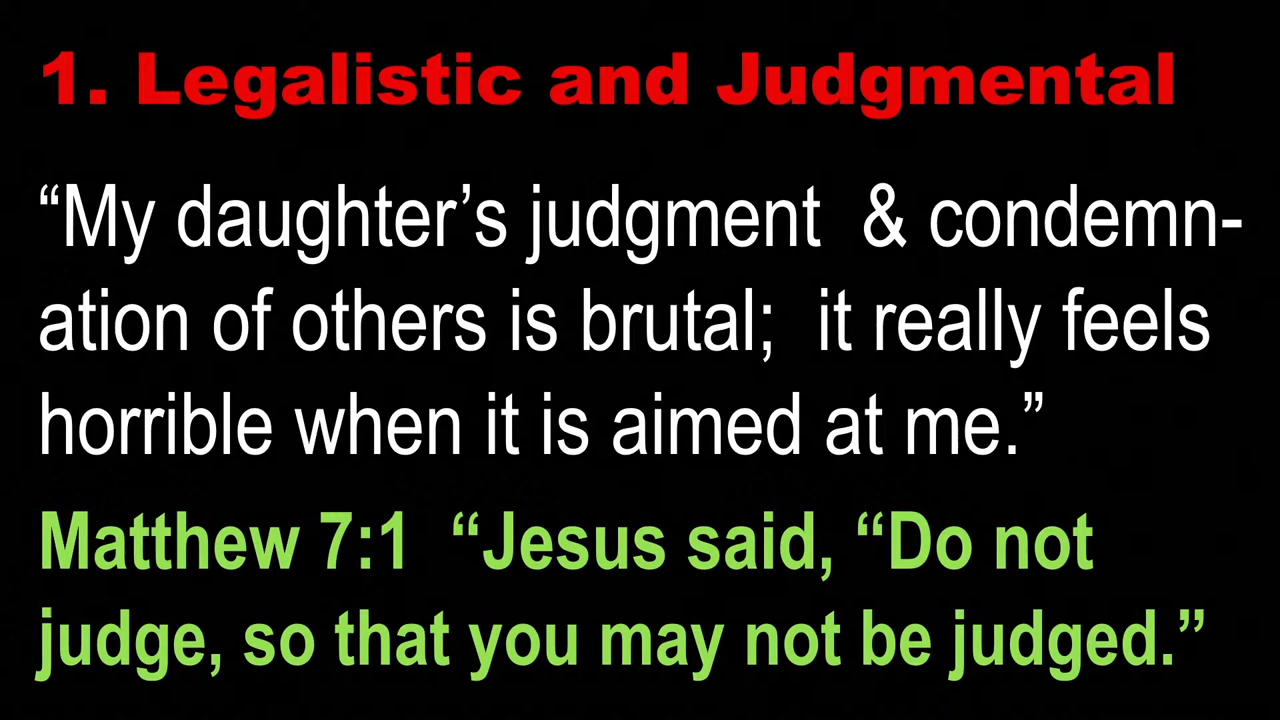 1. Legalistic and Judgmental
“My daughter’s judgment  & condemn-
ation of others is brutal;  it really feels
horrible when it is aimed at me.”
Matthew 7:1  “Jesus said, “Do not
judge, so that you may not be judged.”